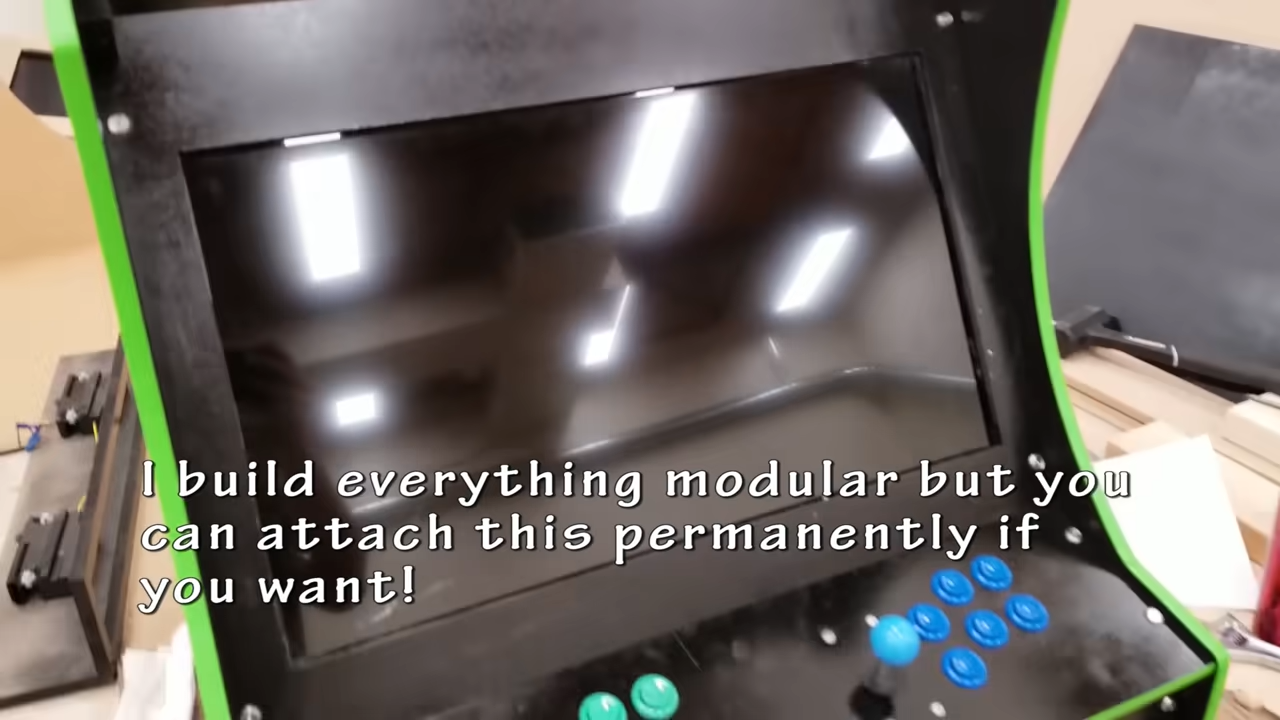 I build everything modular but you
can attach this permanently if
you want!